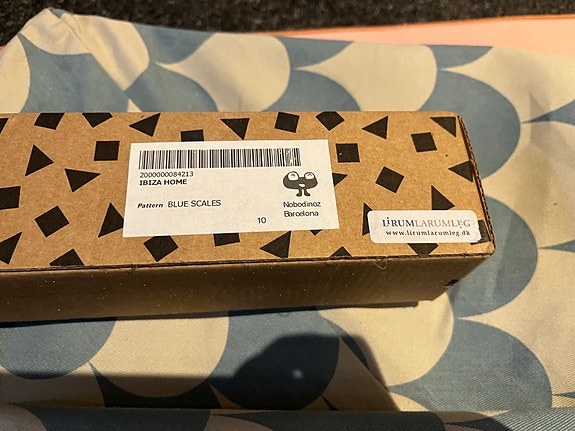 2000000084213
IBIZA HOME
Pattern BLUE SCALES
10
Nobodinoz
Barcelona
LiRUMLARUMLEG
www.lirumlarumleg.dk